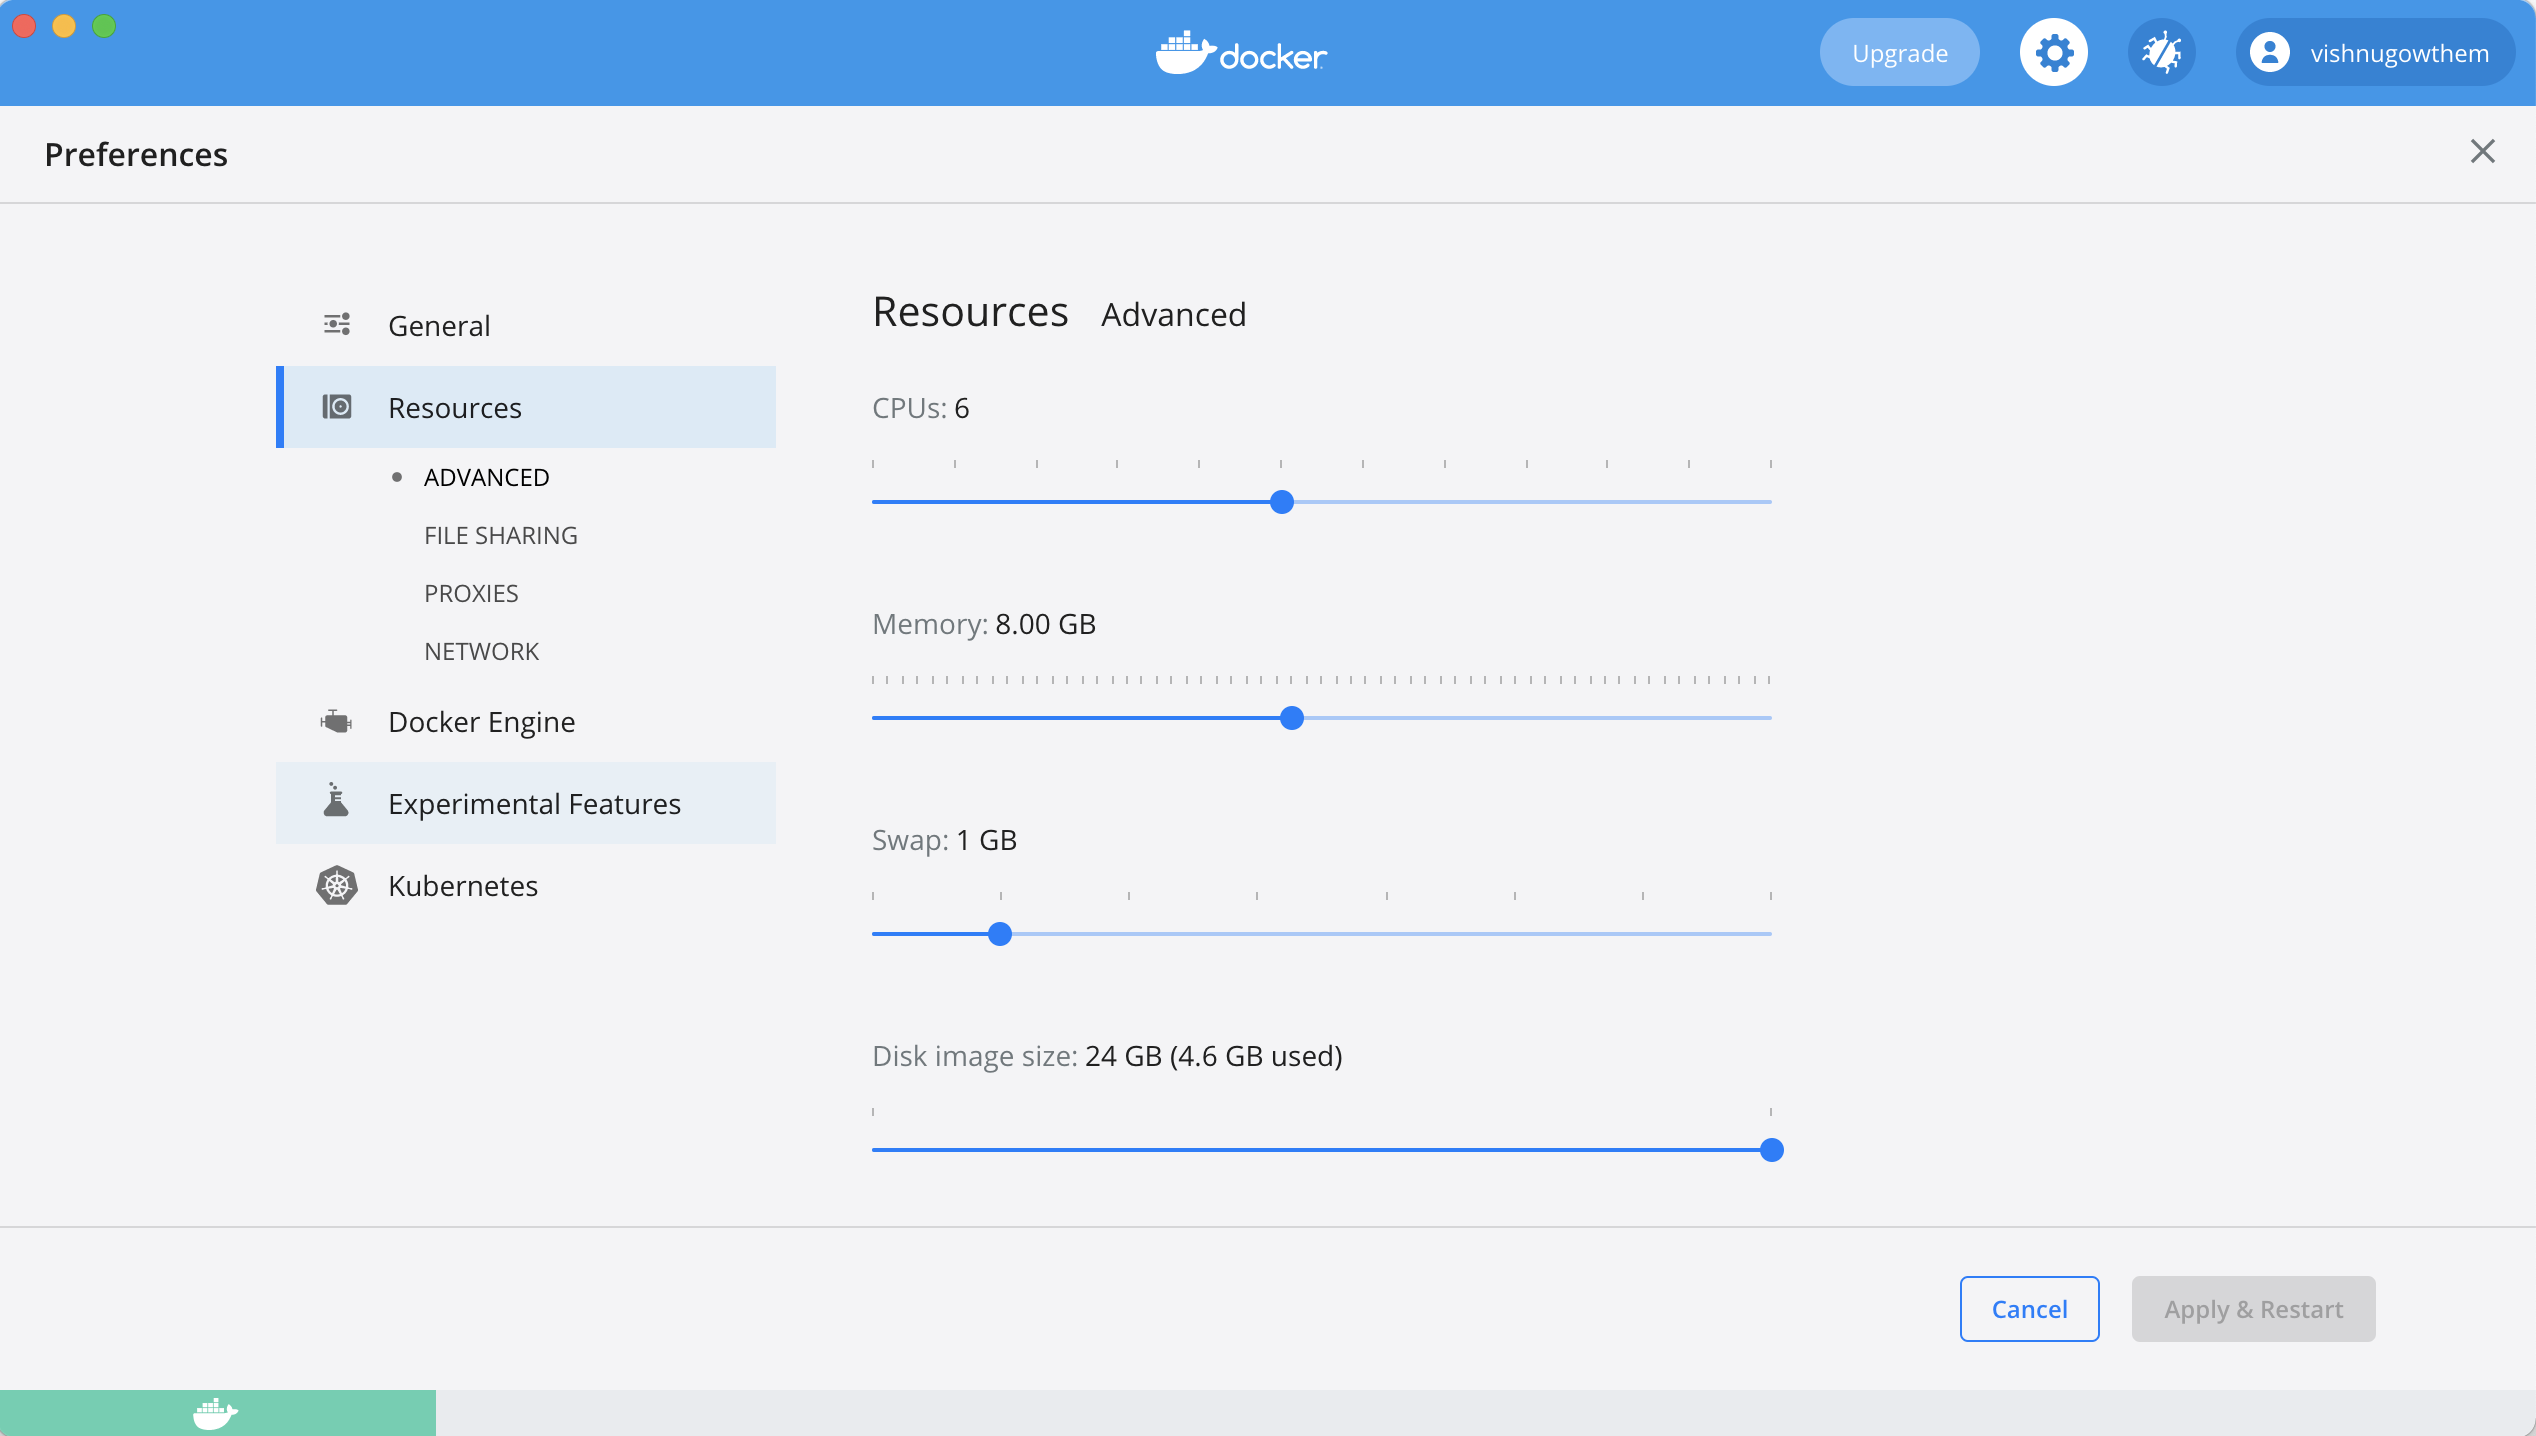 docker
Upgrade
vishnugowthem
Preferences
General
Resources
ADVANCED
FILE SHARING
PROXIES
NETWORK
Docker Engine
Experimental Features
Kubernetes
Resources Advanced
CPUs: 6
Memory: 8.00 GB
Swap: 1 GB
Disk image size: 24 GB (4.6 GB used)
Cancel
Apply & Restart